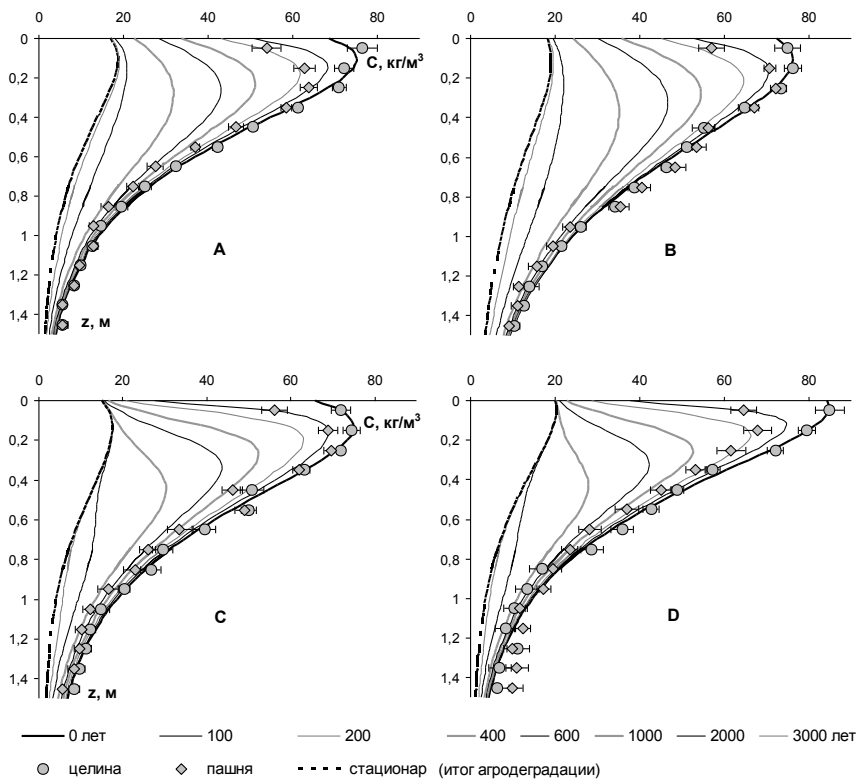 0 20 40 60 80
0 20 40 60 80
0
C, кг/м³
0
0,2
0,2
0,4
0,4
0,6
0,6
0,8
0,8
1
A
1
B
1,2
1,2
1,4
z, м
1,4
0 20 40 60 80
0 20 40 60 80
0
C, кг/м³
0
0,2
0,2
0,4
0,4
0,6
0,6
0,8
0,8
1
C
1
D
1,2
1,2
1,4
z, м
1,4
0 лет 100 200 400 600 1000 2000 3000 лет
целина пашня стационар (итог агродеградации)